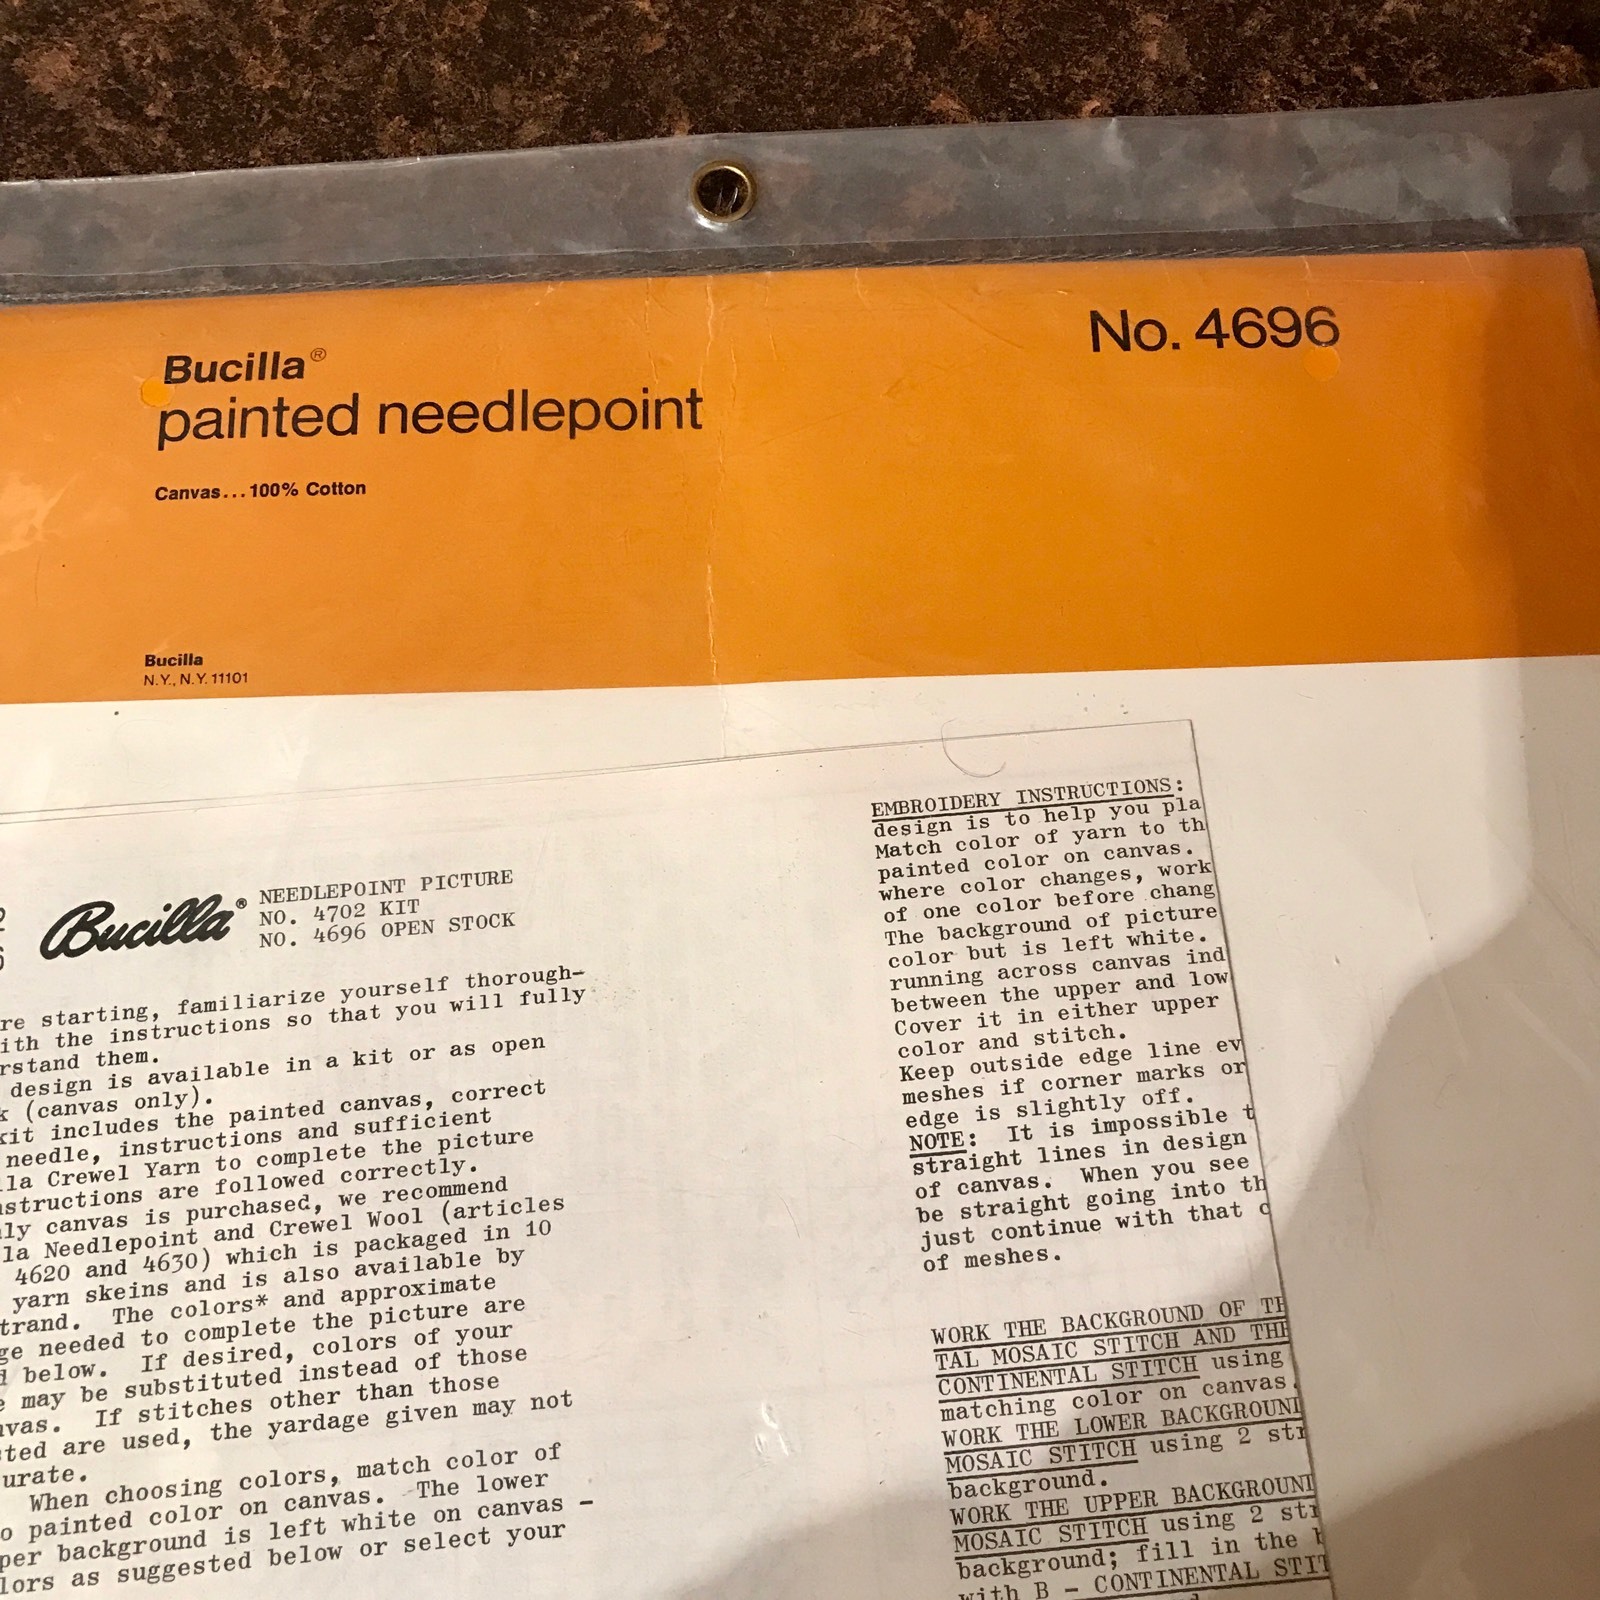 Bucilla®
painted needlepoint
No. 4696
Canvas...100% Cotton
Bucilla
N.Y., N.Y. 11101
Bucilla®
NEEDLEPOINT PICTURE
NO. 4702 KIT
NO. 4696 OPEN STOCK
re starting, familiarize yourself thorough-
ith the instructions so that you will fully
rstand them.
design is available in a kit or as open
k (canvas only).
kit includes the painted canvas, correct
needle, instructions and sufficient
lla Crewel Yarn to complete the picture
nstructions are followed correctly.
nly canvas is purchased, we recommend
lla Needlepoint and Crewel Wool (articles
4620 and 4630) which is packaged in 10
yarn skeins and is also available by
trand. The colors* and approximate
ge needed to complete the picture are
d below. If desired, colors of your
e may be substituted instead of those
nvas. If stitches other than those
sted are used, the yardage given may not
urate.
When choosing colors, match color of
o painted color on canvas. The lower
per background is left white on canvas -
lors as suggested below or select your
EMBROIDERY INSTRUCTIONS:
design is to help you pla
Match color of yarn to th
painted color on canvas.
where color changes, work
of one color before chang
The background of picture
color but is left white.
running across canvas ind
between the upper and low
Cover it in either upper
color and stitch.
Keep outside edge line ev
meshes if corner marks or
edge is slightly off.
NOTE: It is impossible t
straight lines in design
of canvas. When you see
be straight going into th
just continue with that c
of meshes.
WORK THE BACKGROUND OF TH
TAL MOSAIC STITCH AND THE
CONTINENTAL STITCH using
matching color on canvas.
WORK THE LOWER BACKGROUND
MOSAIC STITCH using 2 str
background.
WORK THE UPPER BACKGROUND
MOSAIC STITCH using 2 str
background; fill in the b
with B - CONTINENTAL STIT